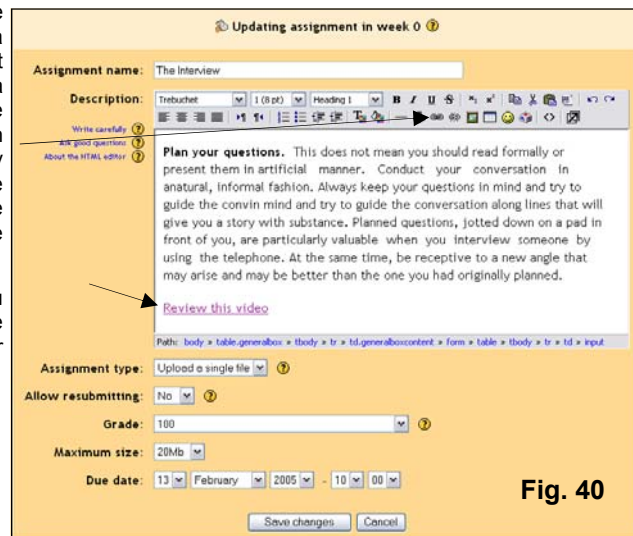 Updating assignment in week 0
Assignment name: The Interview
Description: Trebuchet 1 (8 pt) Heading 1 B I U S
Write carefully
Ask good questions
About the HTML editor
Plan your questions. This does not mean you should read formally or
present them in artificial manner. Conduct your conversation in
anatural, informal fashion. Always keep your questions in mind and try to
guide the convin mind and try to guide the conversation along lines that will
give you a story with substance. Planned questions, jotted down on a pad in
front of you, are particularly valuable when you interview someone by
using the telephone. At the same time, be receptive to a new angle that
may arise and may be better than the one you had originally planned.
Review this video
Path: body » table.generalbox » tbody » tr » td.generalboxcontent » form » table » tbody » tr » td » input
Assignment type: Upload a single file
Allow resubmitting: No
Grade: 100
Maximum size: 20Mb
Due date: 13 February 2005 - 10 00
Fig. 40
Save changes Cancel